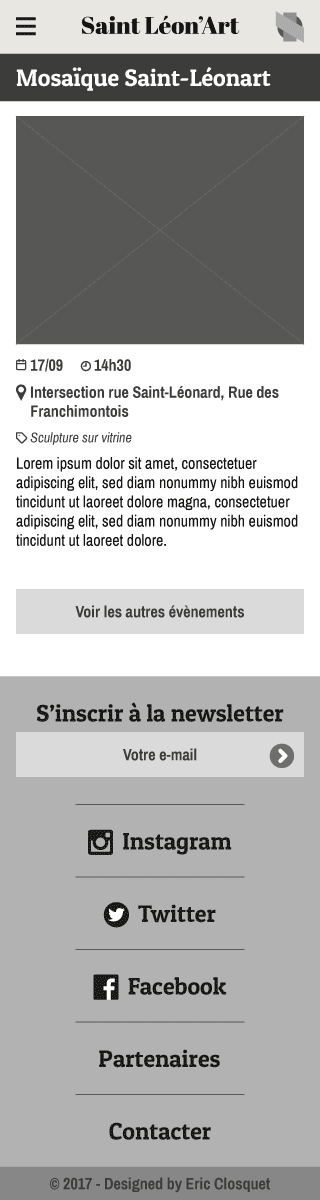 Saint Léon'Art
Mosaïque Saint-Léonart
17/09 14h30
Intersection rue Saint-Léonard, Rue des
Franchimontois
Sculpture sur vitrine
Lorem ipsum dolor sit amet, consectetuer
adipiscing elit, sed diam nonummy nibh euismod
tincidunt ut laoreet dolore magna, consectetuer
adipiscing elit, sed diam nonummy nibh euismod
tincidunt ut laoreet dolore.
Voir les autres évènements
S'inscrir à la newsletter
Votre e-mail
Instagram
Twitter
Facebook
Partenaires
Contacter
© 2017 - Designed by Eric Closquet